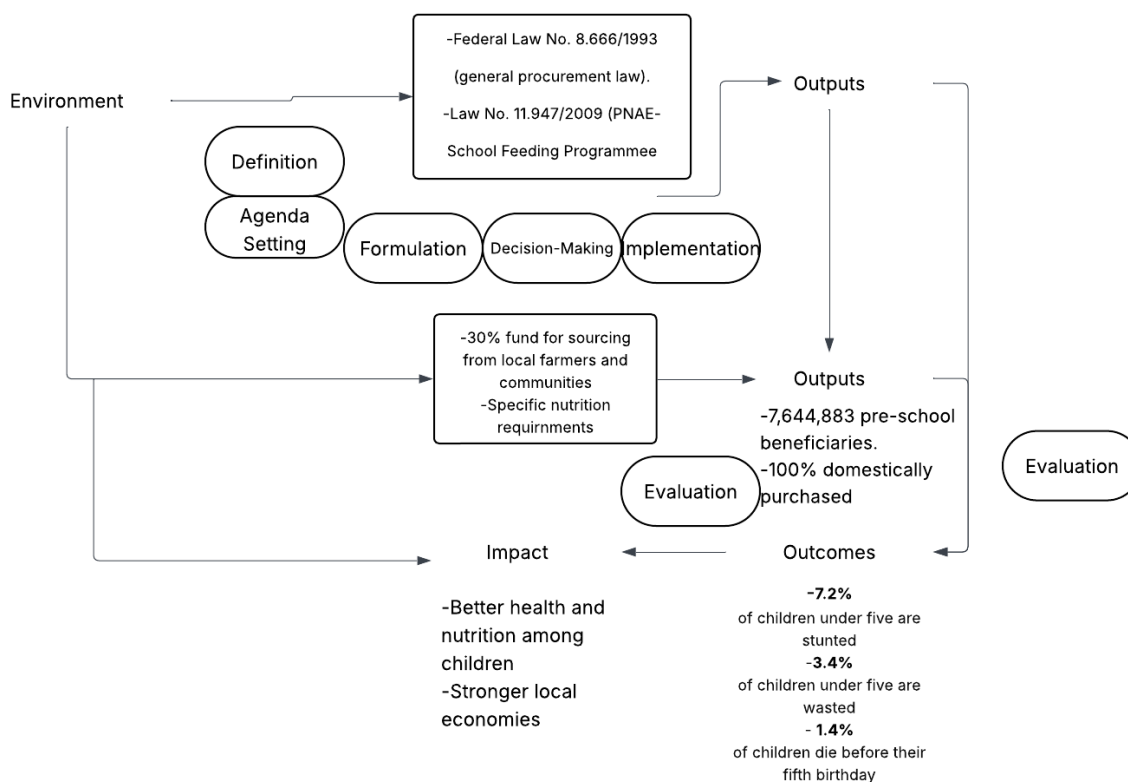 -Federal Law No. 8.666/1993
(general procurement law).
-Law No. 11.947/2009 (PNAE-
School Feeding Programmee
Environment
Outputs
Definition
Agenda
Setting
Formulation
Decision-Making
Implementation
-30% fund for sourcing
from local farmers and
communities
-Specific nutrition
requirnments
Outputs
-7,644,883 pre-school
beneficiaries.
-100% domestically
purchased
Evaluation
Evaluation
Impact
-Better health and
nutrition among
children
-Stronger local
economies
Outcomes
-7.2%
of children under five are
stunted
-3.4%
of children under five are
wasted
- 1.4%
of children die before their
fifth birthday